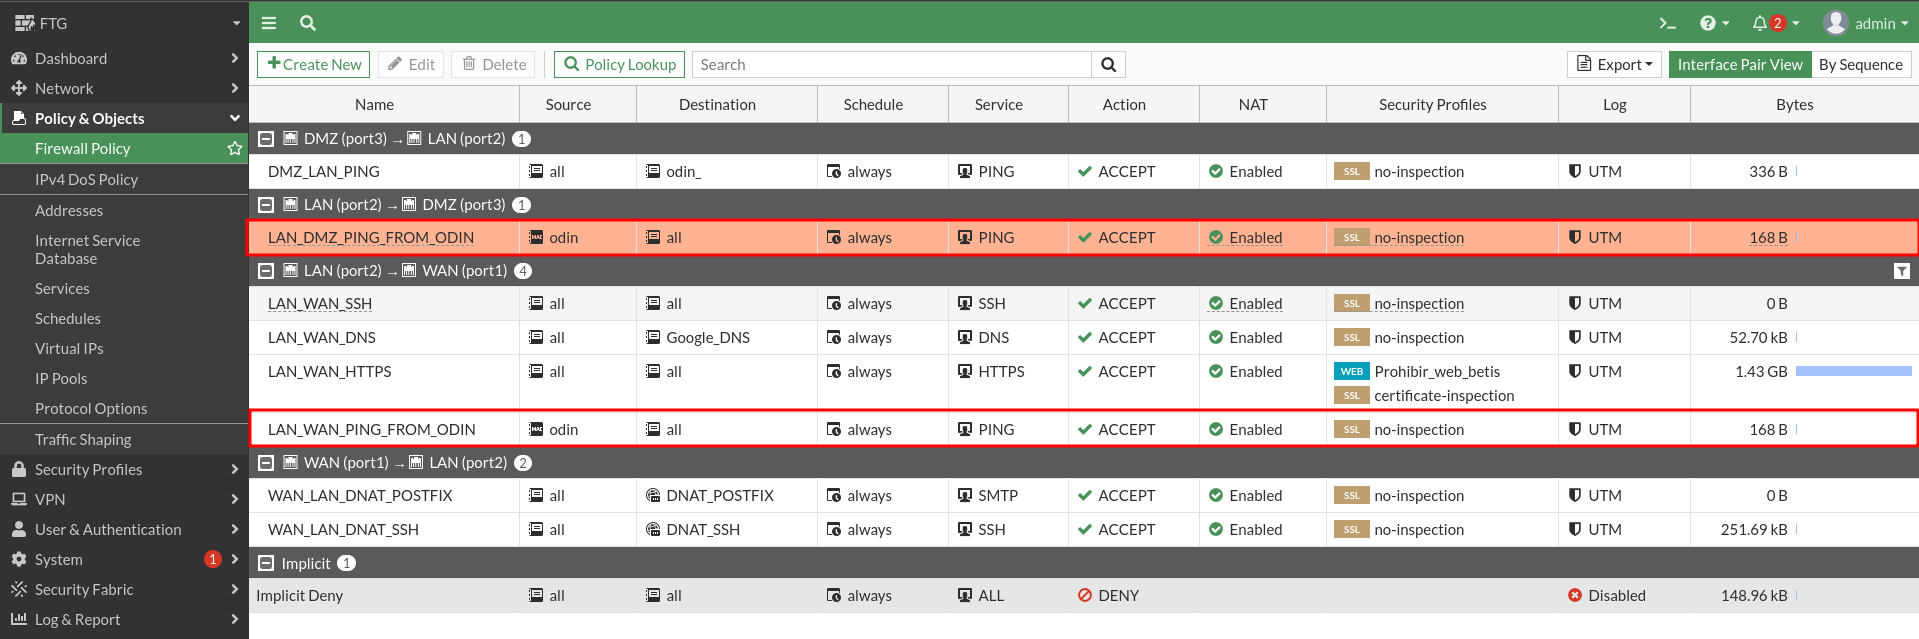 FTG
2
admin
Dashboard
Network
Policy & Objects
Firewall Policy
IPv4 DoS Policy
Addresses
Internet Service
Database
Services
Schedules
Virtual IPs
IP Pools
Protocol Options
Traffic Shaping
Security Profiles
VPN
User & Authentication
System 1
Security Fabric
Log & Report
Create New Edit Delete Policy Lookup Search Export Interface Pair View By Sequence
Name Source Destination Schedule Service Action NAT Security Profiles Log Bytes
DMZ (port3) → LAN (port2) 1
DMZ_LAN_PING all odin_ always PING ACCEPT Enabled SSL no-inspection UTM 336 B
LAN (port2) → DMZ (port3) 1
LAN_DMZ_PING_FROM_ODIN MAC odin all always PING ACCEPT Enabled SSL no-inspection UTM 168 B
LAN (port2) → WAN (port1) 4
LAN_WAN_SSH all all always SSH ACCEPT Enabled SSL no-inspection UTM 0 B
LAN_WAN_DNS all Google_DNS always DNS ACCEPT Enabled SSL no-inspection UTM 52.70 kB
LAN_WAN_HTTPS all all always HTTPS ACCEPT Enabled WEB Prohibir_web_betis UTM 1.43 GB
SSL certificate-inspection
LAN_WAN_PING_FROM_ODIN MAC odin all always PING ACCEPT Enabled SSL no-inspection UTM 168 B
WAN (port1) → LAN (port2) 2
WAN_LAN_DNAT_POSTFIX all DNAT_POSTFIX always SMTP ACCEPT Enabled SSL no-inspection UTM 0 B
WAN_LAN_DNAT_SSH all DNAT_SSH always SSH ACCEPT Enabled SSL no-inspection UTM 251.69 kB
Implicit 1
Implicit Deny all all always ALL DENY Disabled 148.96 kB